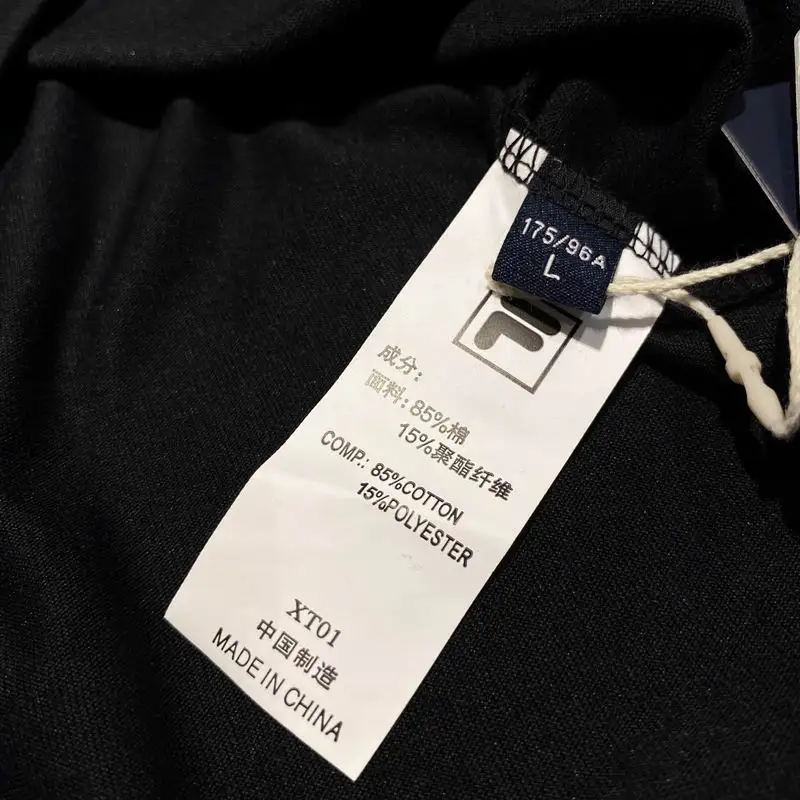 175/96A
L
成分:
面料: 85%棉
15%聚酯纤维
COMP.: 85%COTTON
15%POLYESTER
XT01
中国制造
MADE IN CHINA